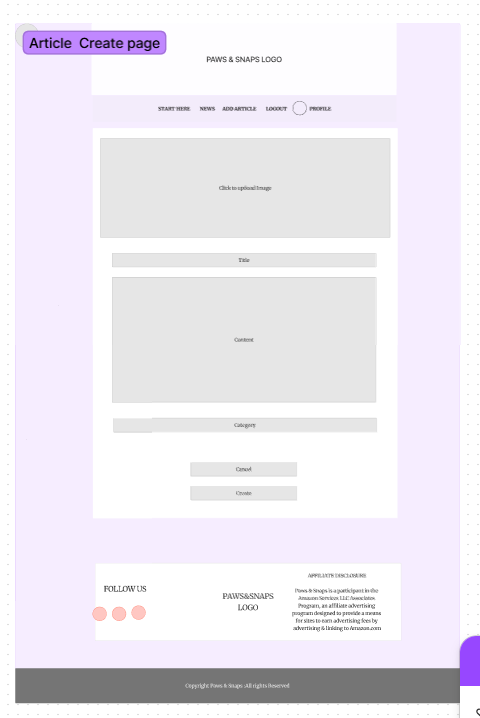 Article Create page
PAWS & SNAPS LOGO
START HERE NEWS ADD ARTICLE LOGOUT PROFILE
Click to upload Image
Title
Content
Category
Cancel
Create
FOLLOW US
PAWS&SNAPS
LOGO
AFFILIATE DISCLOSURE
Paws & Snaps is a participant in the
Amazon Services LLC Associates
Program, an affiliate advertising
program designed to provide a means
for sites to earn advertising fees by
advertising & linking to Amazon.com
Copyright Paws & Snaps :All rights Reserved